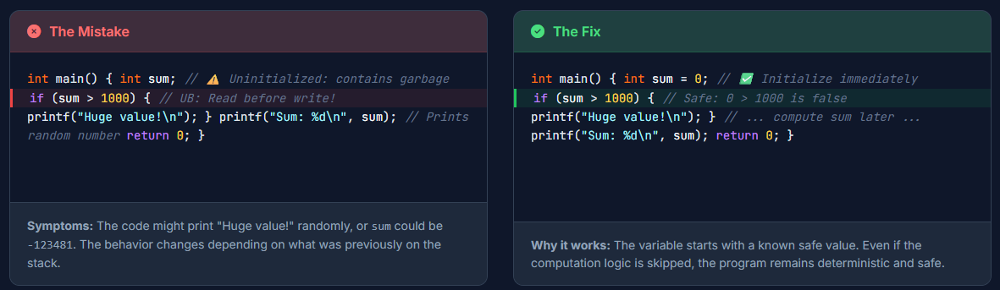 The Mistake
int main() { int sum; // ⚠️ Uninitialized: contains garbage
if (sum > 1000) { // UB: Read before write!
printf("Huge value!\n"); } printf("Sum: %d\n", sum); // Prints
random number return 0; }
Symptoms: The code might print "Huge value!" randomly, or sum could be
-123481. The behavior changes depending on what was previously on the
stack.
The Fix
int main() { int sum = 0; // ✅ Initialize immediately
if (sum > 1000) { // Safe: 0 > 1000 is false
printf("Huge value!\n"); } // ... compute sum later ...
printf("Sum: %d\n", sum); return 0; }
Why it works: The variable starts with a known safe value. Even if the
computation logic is skipped, the program remains deterministic and safe.